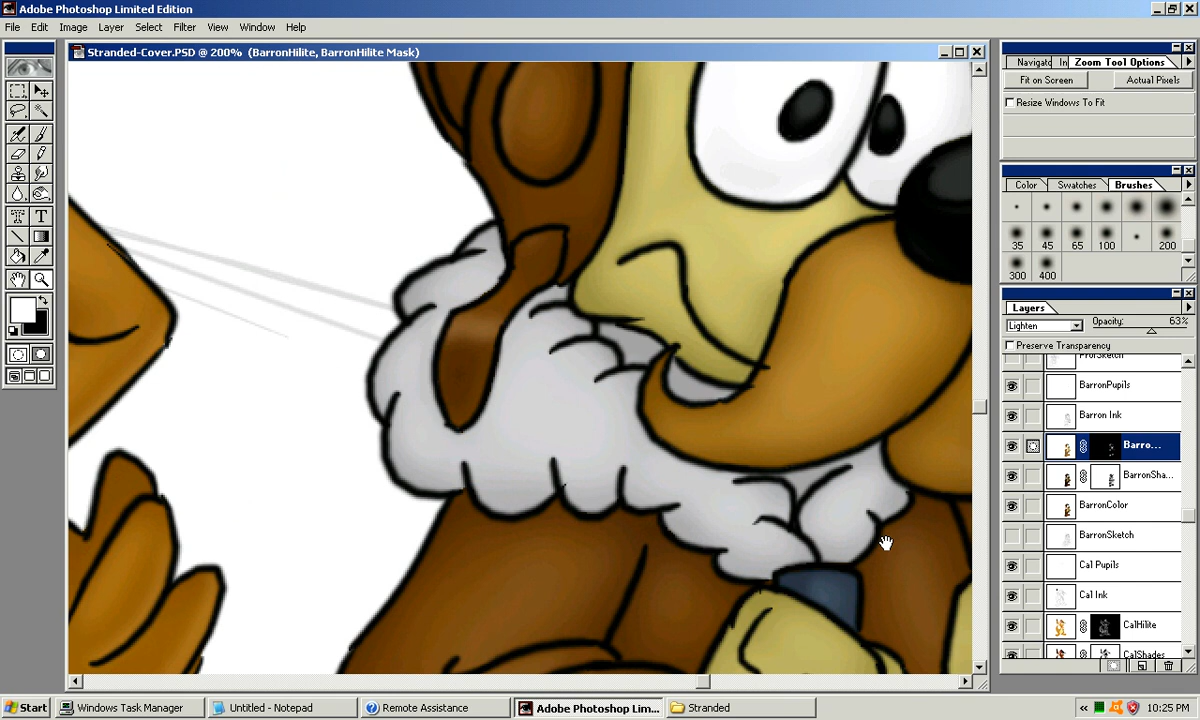 Adobe Photoshop Limited Edition
File Edit Image Layer Select Filter View Window Help
Stranded-Cover.PSD @ 200% (BarronHilite, BarronHilite Mask)
Navigato In Zoom Tool Options
Fit on Screen Actual Pixels
Resize Windows To Fit
Color Swatches Brushes
35 45 65 100 200
300 400
Layers
Lighten Opacity: 63%
Preserve Transparency
ProfSketch
BarronPupils
Barron Ink
Barro...
BarronSha...
BarronColor
BarronSketch
Cal Pupils
Cal Ink
CalHilite
CalShades
Start Windows Task Manager Untitled - Notepad Remote Assistance Adobe Photoshop Lim... Stranded « 10:25 PM